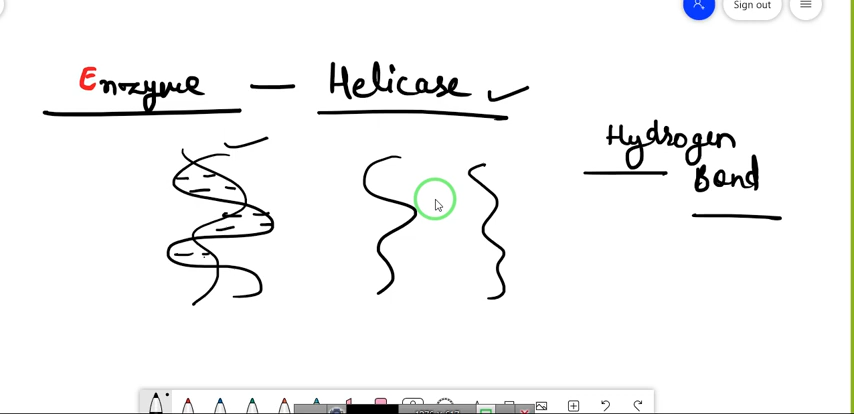 Sign out
Enzyme — Helicase ✓
Hydrogen
Bond